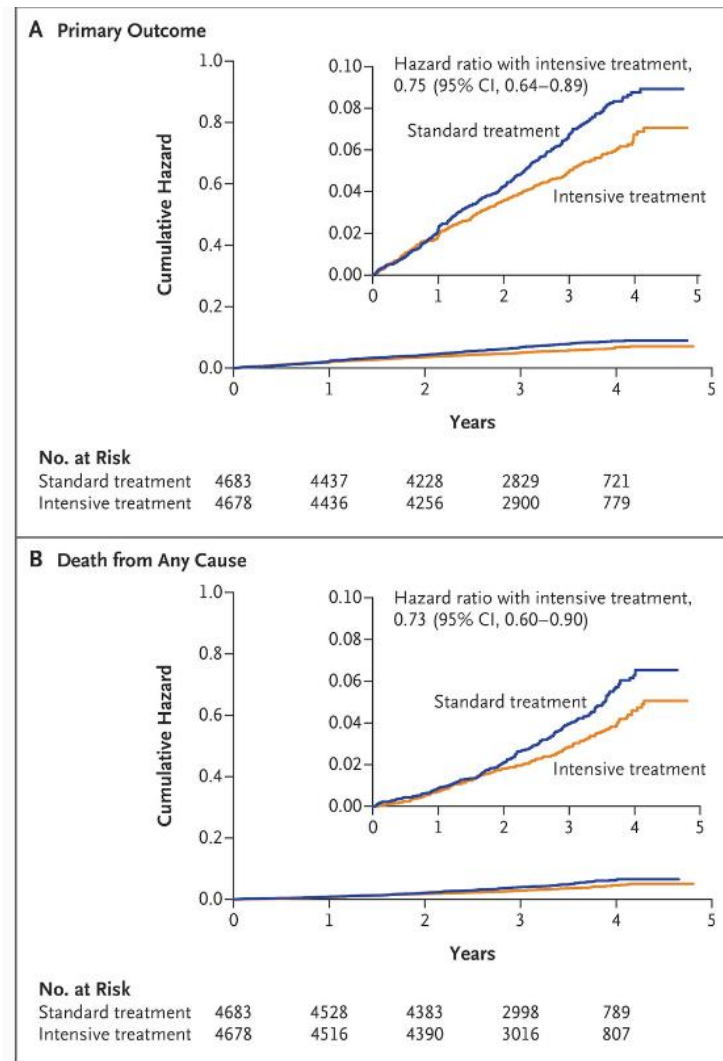 A Primary Outcome
Cumulative Hazard
1.0
0.8
0.6
0.4
0.2
0.0
0 1 2 3 4 5
Years
0.10
0.08
0.06
0.04
0.02
0.00
0 1 2 3 4 5
Hazard ratio with intensive treatment,
0.75 (95% CI, 0.64–0.89)
Standard treatment
Intensive treatment
No. at Risk
Standard treatment 4683 4437 4228 2829 721
Intensive treatment 4678 4436 4256 2900 779
B Death from Any Cause
Cumulative Hazard
1.0
0.8
0.6
0.4
0.2
0.0
0 1 2 3 4 5
Years
0.10
0.08
0.06
0.04
0.02
0.00
0 1 2 3 4 5
Hazard ratio with intensive treatment,
0.73 (95% CI, 0.60–0.90)
Standard treatment
Intensive treatment
No. at Risk
Standard treatment 4683 4528 4383 2998 789
Intensive treatment 4678 4516 4390 3016 807